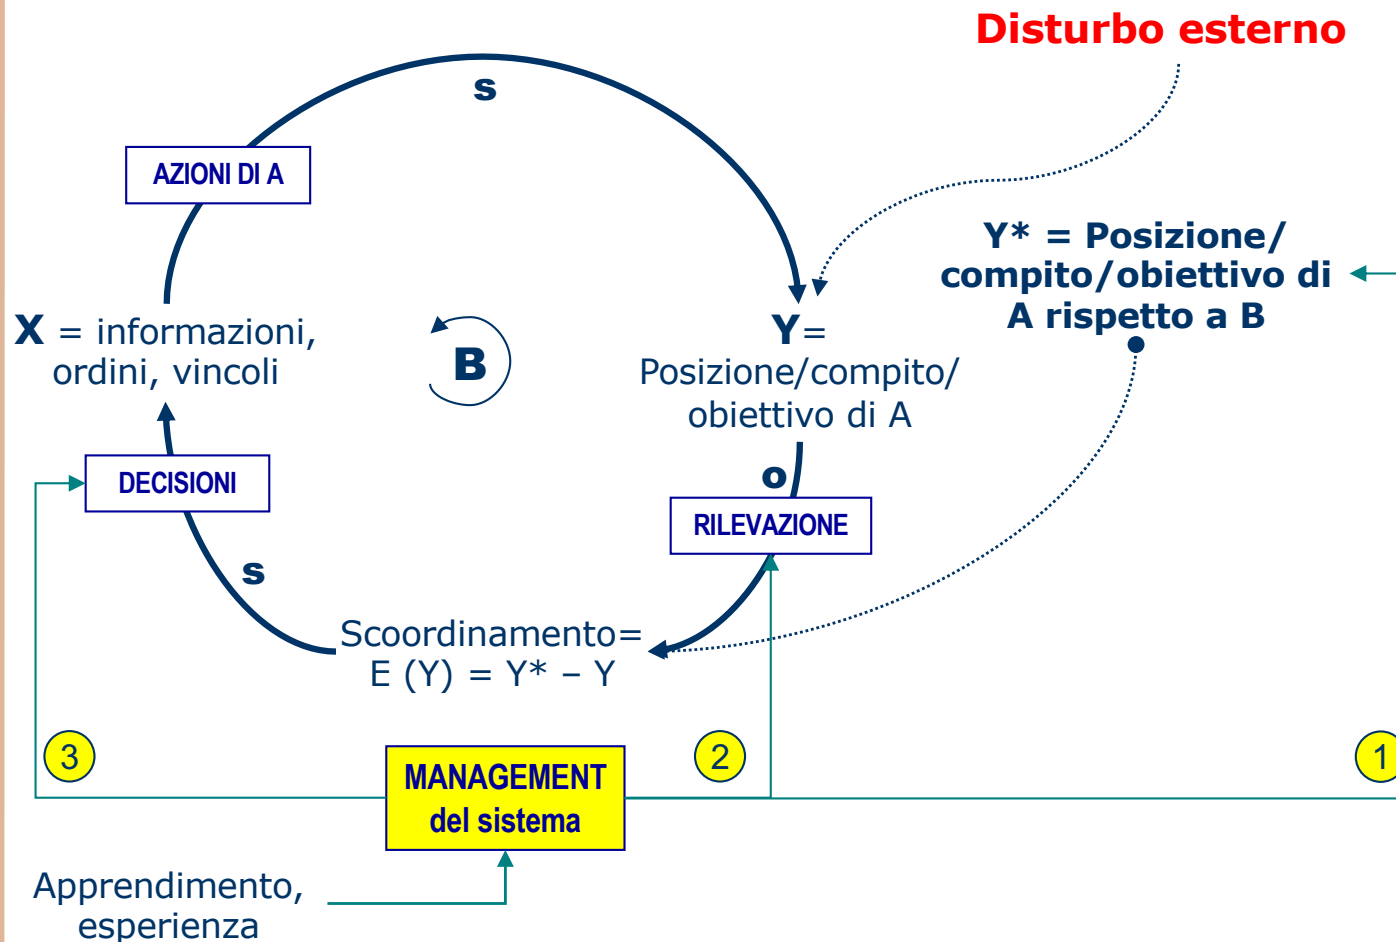 Disturbo esterno
s
AZIONI DI A
Y* = Posizione/
compito/obiettivo di
A rispetto a B
X = informazioni,
ordini, vincoli
B
Y=
Posizione/compito/
obiettivo di A
o
DECISIONI
RILEVAZIONE
s
Scoordinamento=
E (Y) = Y* – Y
3
2
1
MANAGEMENT
del sistema
Apprendimento,
esperienza